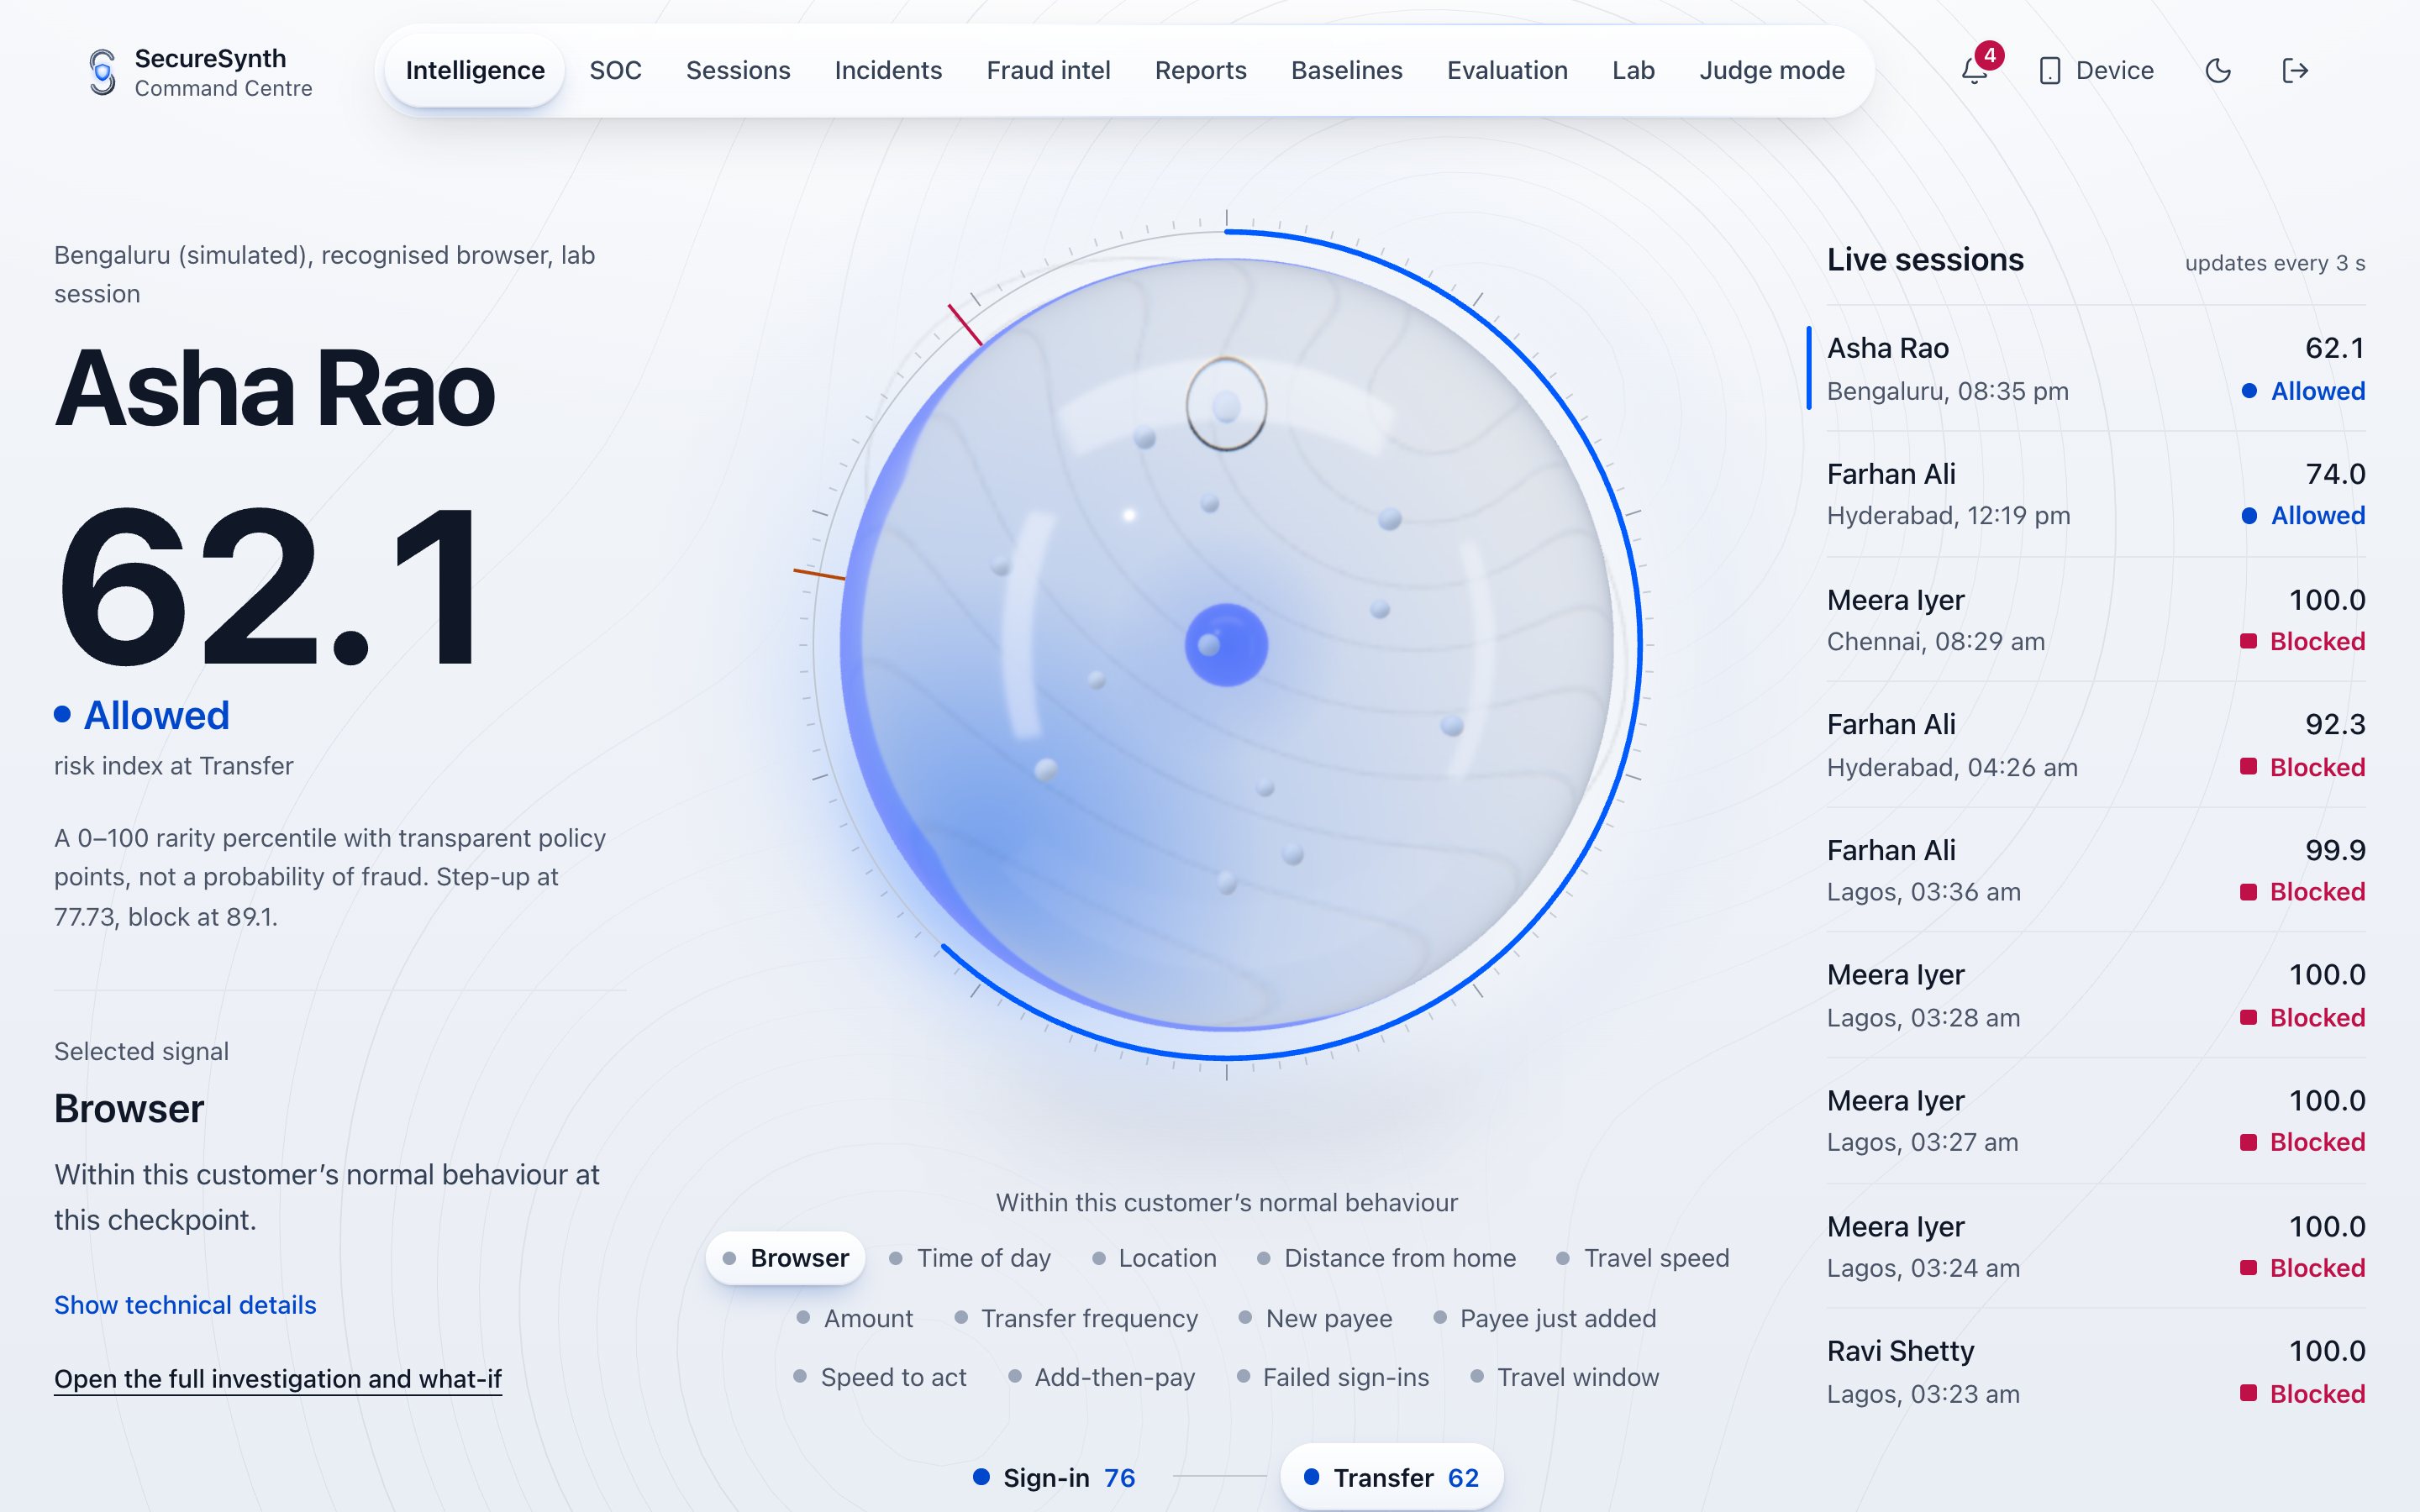 SecureSynth
Command Centre
Intelligence
SOC
Sessions
Incidents
Fraud intel
Reports
Baselines
Evaluation
Lab
Judge mode
4
Device
Bengaluru (simulated), recognised browser, lab
session
Asha Rao
62.1
Allowed
risk index at Transfer
A 0–100 rarity percentile with transparent policy
points, not a probability of fraud. Step-up at
77.73, block at 89.1.
Selected signal
Browser
Within this customer’s normal behaviour at
this checkpoint.
Show technical details
Open the full investigation and what-if
Within this customer’s normal behaviour
Browser
Time of day
Location
Distance from home
Travel speed
Amount
Transfer frequency
New payee
Payee just added
Speed to act
Add-then-pay
Failed sign-ins
Travel window
Sign-in 76
Transfer 62
Live sessions
updates every 3 s
Asha Rao 62.1
Bengaluru, 08:35 pm Allowed
Farhan Ali 74.0
Hyderabad, 12:19 pm Allowed
Meera Iyer 100.0
Chennai, 08:29 am Blocked
Farhan Ali 92.3
Hyderabad, 04:26 am Blocked
Farhan Ali 99.9
Lagos, 03:36 am Blocked
Meera Iyer 100.0
Lagos, 03:28 am Blocked
Meera Iyer 100.0
Lagos, 03:27 am Blocked
Meera Iyer 100.0
Lagos, 03:24 am Blocked
Ravi Shetty 100.0
Lagos, 03:23 am Blocked